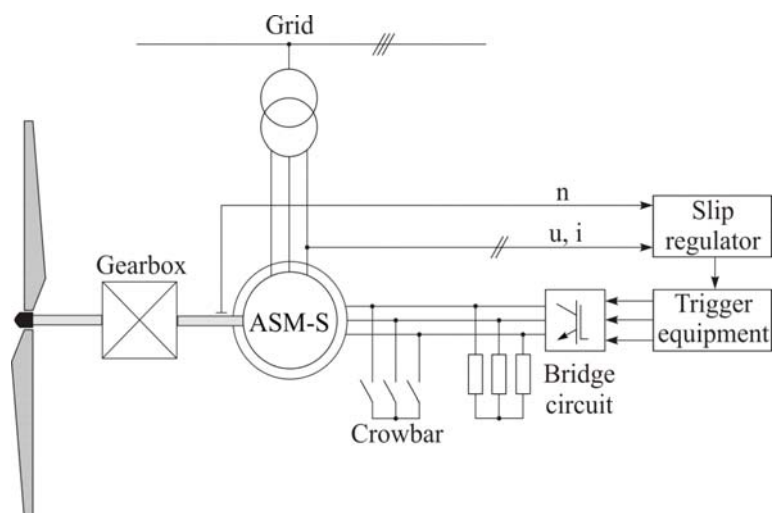 Grid
n
Slip
regulator
u, i
Gearbox
ASM-S
Trigger
equipment
Bridge
circuit
Crowbar